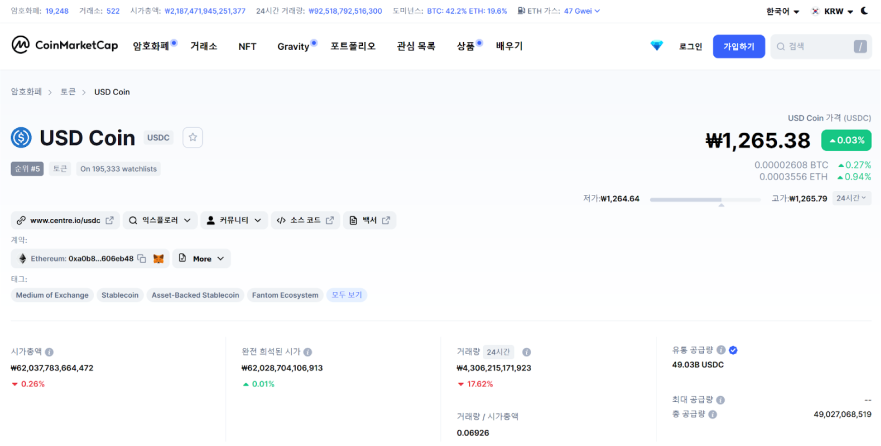 암호화폐: 19,248 거래소: 522 시가총액: ₩2,187,471,945,251,377 24시간 거래량: ₩92,518,792,516,300 도미넌스: BTC: 42.2% ETH: 19.6% ETH 가스: 47 Gwei 한국어 KRW
CoinMarketCap 암호화폐 거래소 NFT Gravity 포트폴리오 관심 목록 상품 배우기 로그인 가입하기 검색 /
암호화폐 > 토큰 > USD Coin
USD Coin 가격 (USDC)
USD Coin USDC
₩1,265.38 0.03%
순위 #5 토큰 On 195,333 watchlists
0.00002608 BTC 0.27%
0.0003556 ETH 0.94%
저가:₩1,264.64 고가:₩1,265.79 24시간
www.centre.io/usdc 익스플로러 커뮤니티 소스 코드 백서
계약:
Ethereum: 0xa0b8...606eb48 More
태그:
Medium of Exchange Stablecoin Asset-Backed Stablecoin Fantom Ecosystem 모두 보기
시가총액 완전 희석된 시가 거래량 24시간 유통 공급량
₩62,037,783,664,472 ₩62,028,704,106,913 ₩4,306,215,171,923 49.03B USDC
0.26% 0.01% 17.62%
최대 공급량 --
총 공급량 49,027,068,519
거래량 / 시가총액
0.06926